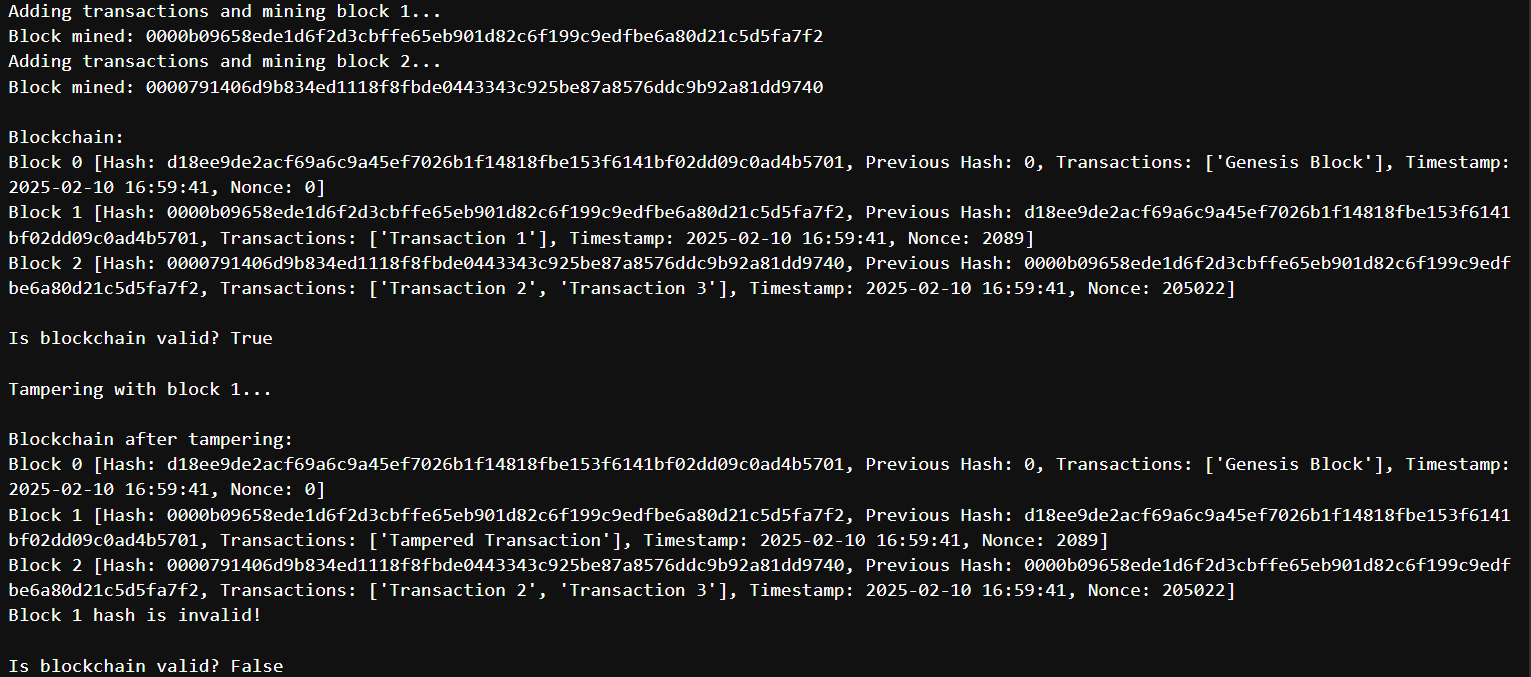 Adding transactions and mining block 1...
Block mined: 0000b09658ede1d6f2d3cbffe65eb901d82c6f199c9edfbe6a80d21c5d5fa7f2
Adding transactions and mining block 2...
Block mined: 0000791406d9b834ed1118f8fbde0443343c925be87a8576ddc9b92a81dd9740
Blockchain:
Block 0 [Hash: d18ee9de2acf69a6c9a45ef7026b1f14818fbe153f6141bf02dd09c0ad4b5701, Previous Hash: 0, Transactions: ['Genesis Block'], Timestamp:
2025-02-10 16:59:41, Nonce: 0]
Block 1 [Hash: 0000b09658ede1d6f2d3cbffe65eb901d82c6f199c9edfbe6a80d21c5d5fa7f2, Previous Hash: d18ee9de2acf69a6c9a45ef7026b1f14818fbe153f6141
bf02dd09c0ad4b5701, Transactions: ['Transaction 1'], Timestamp: 2025-02-10 16:59:41, Nonce: 2089]
Block 2 [Hash: 0000791406d9b834ed1118f8fbde0443343c925be87a8576ddc9b92a81dd9740, Previous Hash: 0000b09658ede1d6f2d3cbffe65eb901d82c6f199c9edf
be6a80d21c5d5fa7f2, Transactions: ['Transaction 2', 'Transaction 3'], Timestamp: 2025-02-10 16:59:41, Nonce: 205022]
Is blockchain valid? True
Tampering with block 1...
Blockchain after tampering:
Block 0 [Hash: d18ee9de2acf69a6c9a45ef7026b1f14818fbe153f6141bf02dd09c0ad4b5701, Previous Hash: 0, Transactions: ['Genesis Block'], Timestamp:
2025-02-10 16:59:41, Nonce: 0]
Block 1 [Hash: 0000b09658ede1d6f2d3cbffe65eb901d82c6f199c9edfbe6a80d21c5d5fa7f2, Previous Hash: d18ee9de2acf69a6c9a45ef7026b1f14818fbe153f6141
bf02dd09c0ad4b5701, Transactions: ['Tampered Transaction'], Timestamp: 2025-02-10 16:59:41, Nonce: 2089]
Block 2 [Hash: 0000791406d9b834ed1118f8fbde0443343c925be87a8576ddc9b92a81dd9740, Previous Hash: 0000b09658ede1d6f2d3cbffe65eb901d82c6f199c9edf
be6a80d21c5d5fa7f2, Transactions: ['Transaction 2', 'Transaction 3'], Timestamp: 2025-02-10 16:59:41, Nonce: 205022]
Block 1 hash is invalid!
Is blockchain valid? False